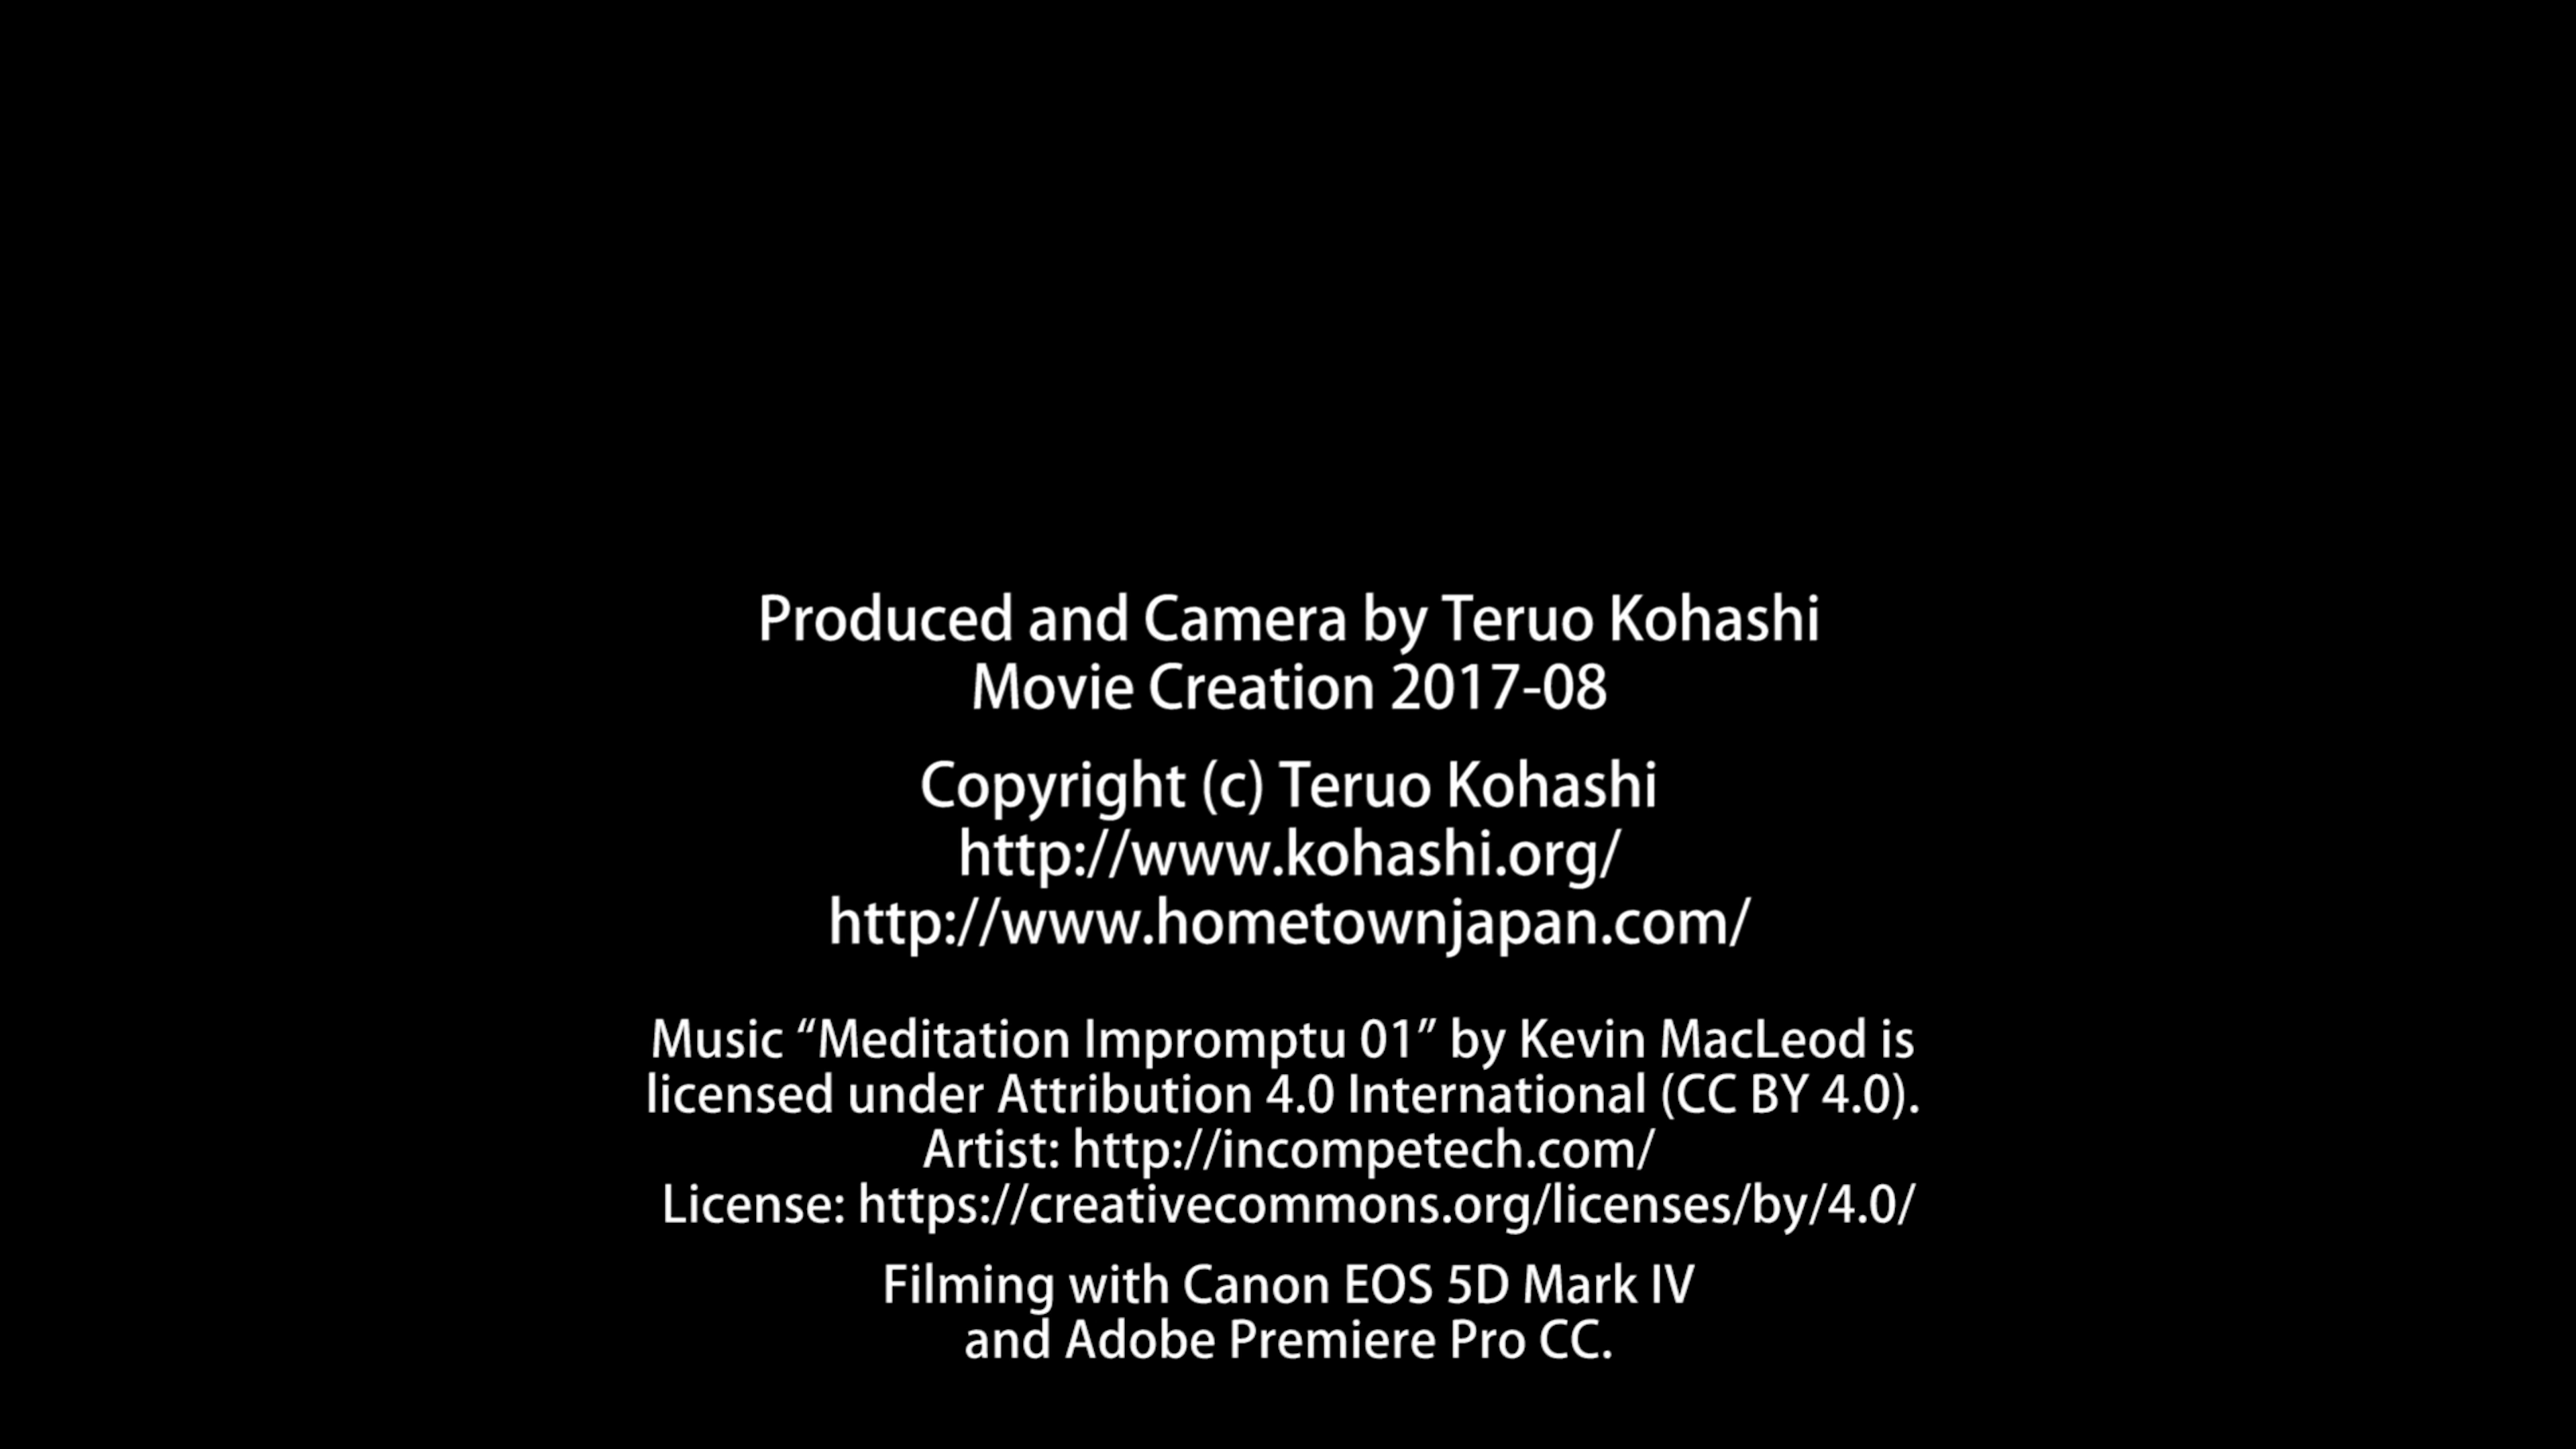 Produced and Camera by Teruo Kohashi
Movie Creation 2017-08
Copyright (c) Teruo Kohashi
http://www.kohashi.org/
http://www.hometownjapan.com/
Music “Meditation Impromptu 01” by Kevin MacLeod is
licensed under Attribution 4.0 International (CC BY 4.0).
Artist: http://incompetech.com/
License: https://creativecommons.org/licenses/by/4.0/
Filming with Canon EOS 5D Mark IV
and Adobe Premiere Pro CC.